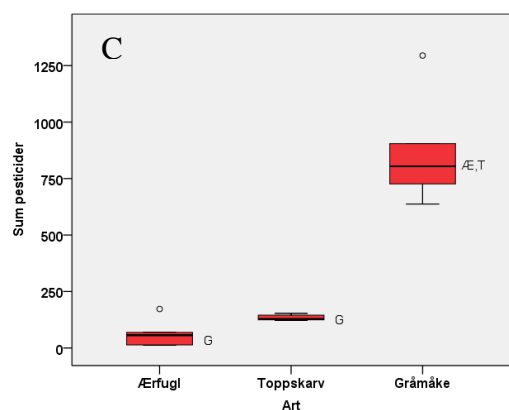 C
Sum pesticider
1250
1000
750
500
250
0
Æ,T
G
G
Ærfugl Toppskarv Gråmåke
Art